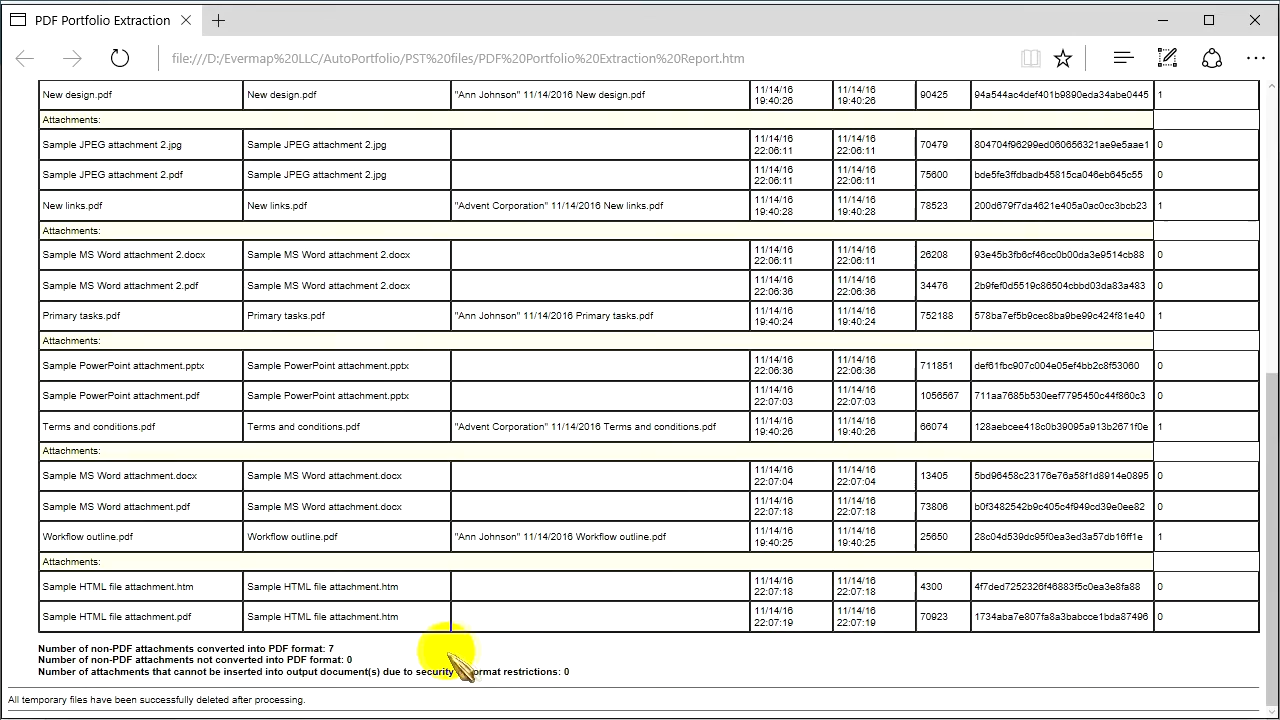 PDF Portfolio Extraction
file:///D:/Evermap%20LLC/AutoPortfolio/PST%20files/PDF%20Portfolio%20Extraction%20Report.htm
New design.pdf New design.pdf "Ann Johnson" 11/14/2016 New design.pdf 11/14/16 19:40:26 11/14/16 19:40:26 90425 94a544ac4def401b9890eda34abe0445 1
Attachments:
Sample JPEG attachment 2.jpg Sample JPEG attachment 2.jpg 11/14/16 22:06:11 11/14/16 22:06:11 70479 804704f96299ed060656321ae9e5aae1 0
Sample JPEG attachment 2.pdf Sample JPEG attachment 2.jpg 11/14/16 22:06:11 11/14/16 22:06:11 75600 bde5fe3ffdbadb45815ca046eb645c55 0
New links.pdf New links.pdf "Advent Corporation" 11/14/2016 New links.pdf 11/14/16 19:40:28 11/14/16 19:40:28 78523 200d679f7da4621e405a0ac0cc3bcb23 1
Attachments:
Sample MS Word attachment 2.docx Sample MS Word attachment 2.docx 11/14/16 22:06:11 11/14/16 22:06:11 26208 93e45b3fb6cf46cc0b00da3e9514cb88 0
Sample MS Word attachment 2.pdf Sample MS Word attachment 2.docx 11/14/16 22:06:36 11/14/16 22:06:36 34476 2b9fef0d5519c86504cbbd03da83a483 0
Primary tasks.pdf Primary tasks.pdf "Ann Johnson" 11/14/2016 Primary tasks.pdf 11/14/16 19:40:24 11/14/16 19:40:24 752188 578ba7ef5b9cec8ba9be99c424f81e40 1
Attachments:
Sample PowerPoint attachment.pptx Sample PowerPoint attachment.pptx 11/14/16 22:06:36 11/14/16 22:06:36 711851 def61fbc907c004e05ef4bb2c8f53060 0
Sample PowerPoint attachment.pdf Sample PowerPoint attachment.pptx 11/14/16 22:07:03 11/14/16 22:07:03 1056567 711aa7685b530eef7795450c44f860c3 0
Terms and conditions.pdf Terms and conditions.pdf "Advent Corporation" 11/14/2016 Terms and conditions.pdf 11/14/16 19:40:26 11/14/16 19:40:26 66074 128aebcee418c0b39095a913b2671f0e 1
Attachments:
Sample MS Word attachment.docx Sample MS Word attachment.docx 11/14/16 22:07:04 11/14/16 22:07:04 13405 5bd96458c23176e76a58f1d8914e0895 0
Sample MS Word attachment.pdf Sample MS Word attachment.docx 11/14/16 22:07:18 11/14/16 22:07:18 73806 b0f3482542b9c405c4f949cd39e0ee82 0
Workflow outline.pdf Workflow outline.pdf "Ann Johnson" 11/14/2016 Workflow outline.pdf 11/14/16 19:40:25 11/14/16 19:40:25 25650 28c04d539dc95f0ea3ed3a57db16ff1e 1
Attachments:
Sample HTML file attachment.htm Sample HTML file attachment.htm 11/14/16 22:07:18 11/14/16 22:07:18 4300 4f7ded7252326f46883f5c0ea3e8fa88 0
Sample HTML file attachment.pdf Sample HTML file attachment.htm 11/14/16 22:07:19 11/14/16 22:07:19 70923 1734aba7e807fa8a3babcce1bda87496 0
Number of non-PDF attachments converted into PDF format: 7
Number of non-PDF attachments not converted into PDF format: 0
Number of attachments that cannot be inserted into output document(s) due to security format restrictions: 0
All temporary files have been successfully deleted after processing.